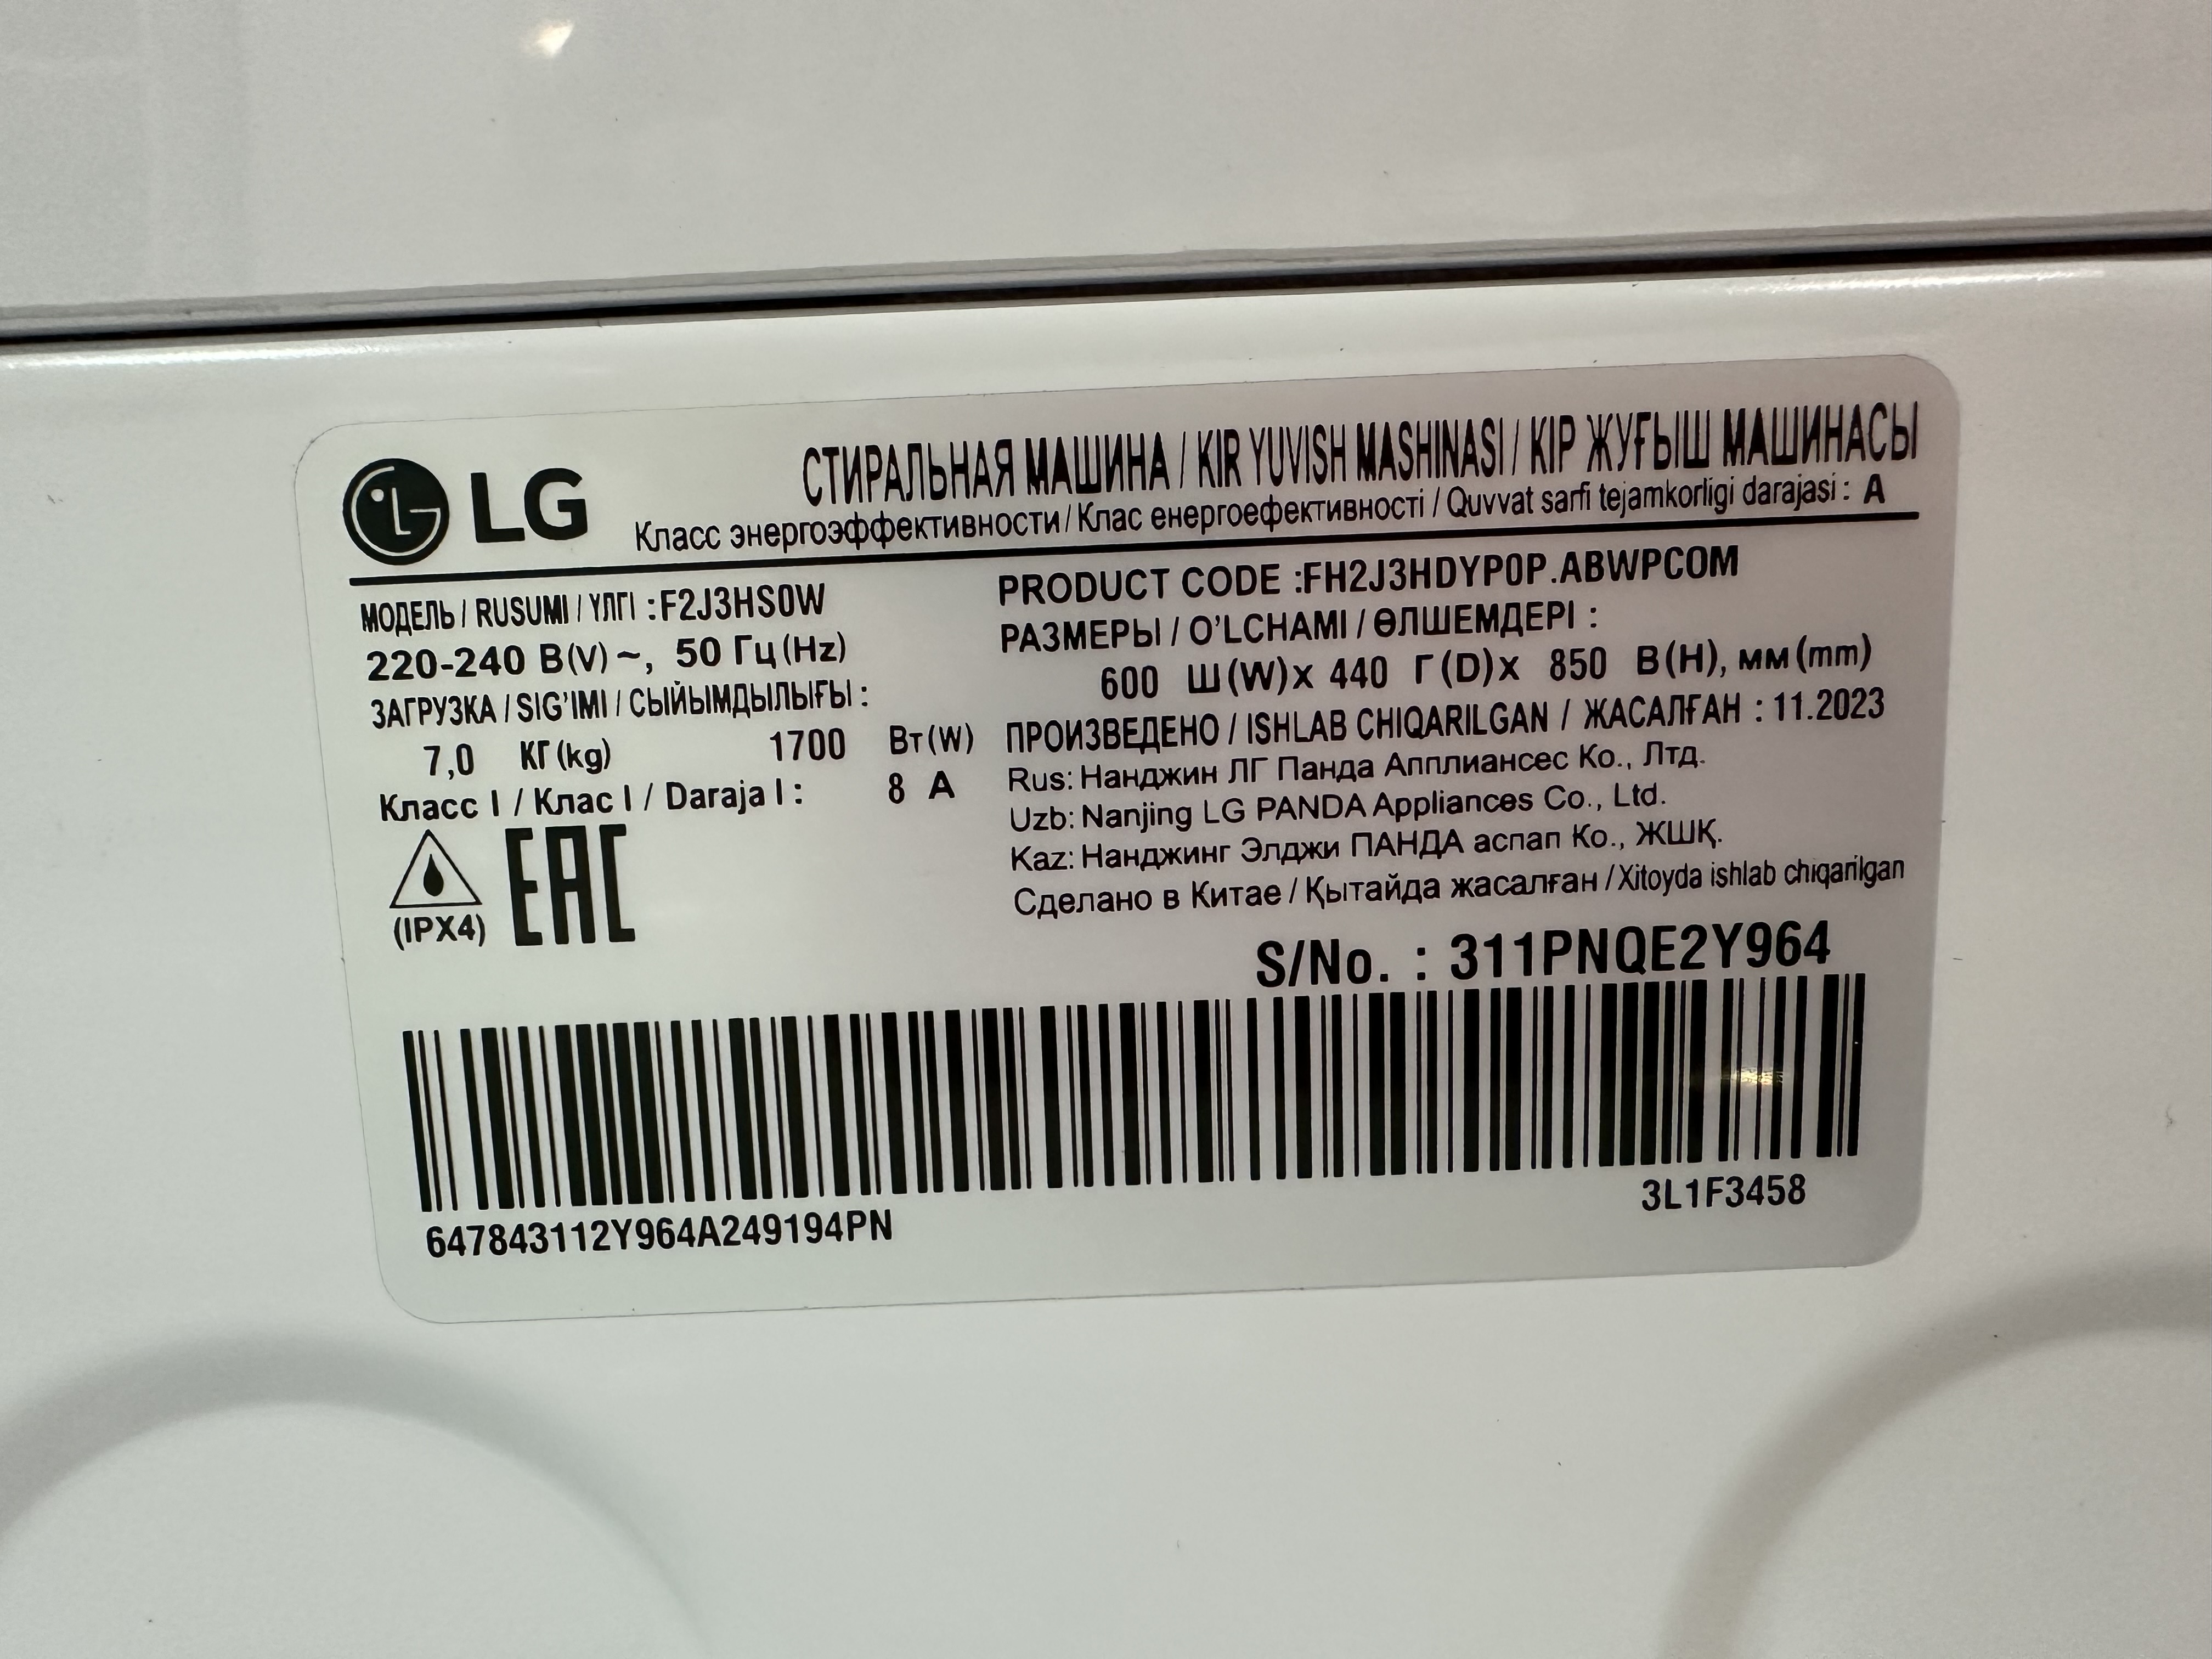 LG
СТИРАЛЬНАЯ МАШИНА / KIR YUVISH MASHINASI / КІР ЖУҒЫШ МАШИНАСЫ
Класс энергоэффективности / Клас енергоефективності / Quvvat sarfi tejamkorligi darajasi : A
МОДЕЛЬ / RUSUMI / ҮЛГІ : F2J3HS0W
220-240 В(V) ~, 50 Гц (Hz)
ЗАГРУЗКА / SIG'IMI / СЫЙЫМДЫЛЫҒЫ :
7,0 КГ (kg) 1700 Вт (W)
Класс I / Клас I / Daraja I : 8 A
(IPX4) EAC
PRODUCT CODE :FH2J3HDYP0P.ABWPCOM
РАЗМЕРЫ / O'LCHAMI / ӨЛШЕМДЕРІ :
600 Ш (W)x 440 Г (D)x 850 В (H), мм (mm)
ПРОИЗВЕДЕНО / ISHLAB CHIQARILGAN / ЖАСАЛҒАН : 11.2023
Rus: Нанджин ЛГ Панда Апплиансес Ко., Лтд.
Uzb: Nanjing LG PANDA Appliances Co., Ltd.
Kaz: Нанджинг Элджи ПАНДА аспап Ко., ЖШҚ.
Сделано в Китае / Қытайда жасалған / Xitoyda ishlab chiqarilgan
S/No. : 311PNQE2Y964
647843112Y964A249194PN
3L1F3458